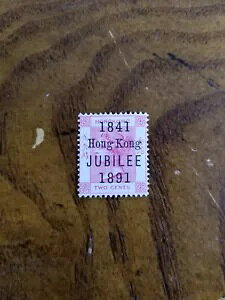 1841
Hong Kong
JUBILEE
1891
TWO CENTS